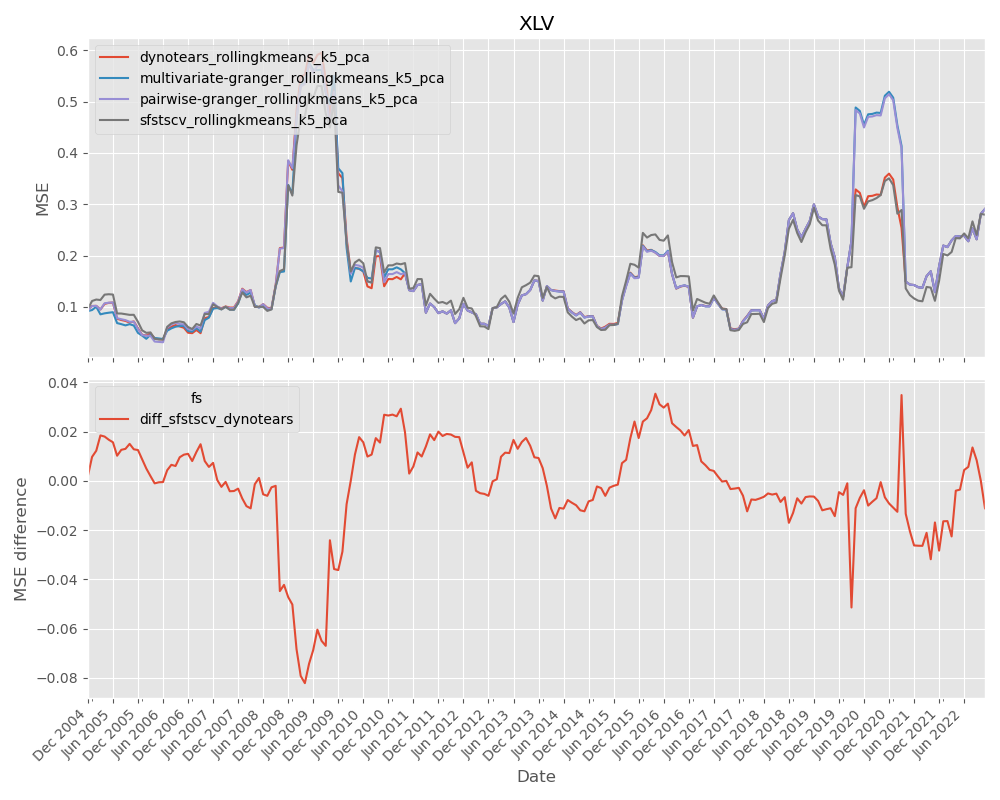 XLV
0.6
0.5
0.4
0.3
0.2
0.1
MSE
dynotears_rollingkmeans_k5_pca
multivariate-granger_rollingkmeans_k5_pca
pairwise-granger_rollingkmeans_k5_pca
sfstscv_rollingkmeans_k5_pca
0.04
0.02
0.00
−0.02
−0.04
−0.06
−0.08
MSE difference
fs
diff_sfstscv_dynotears
Dec 2004
Jun 2005
Dec 2005
Jun 2006
Dec 2006
Jun 2007
Dec 2007
Jun 2008
Dec 2008
Jun 2009
Dec 2009
Jun 2010
Dec 2010
Jun 2011
Dec 2011
Jun 2012
Dec 2012
Jun 2013
Dec 2013
Jun 2014
Dec 2014
Jun 2015
Dec 2015
Jun 2016
Dec 2016
Jun 2017
Dec 2017
Jun 2018
Dec 2018
Jun 2019
Dec 2019
Jun 2020
Dec 2020
Jun 2021
Dec 2021
Jun 2022
Date